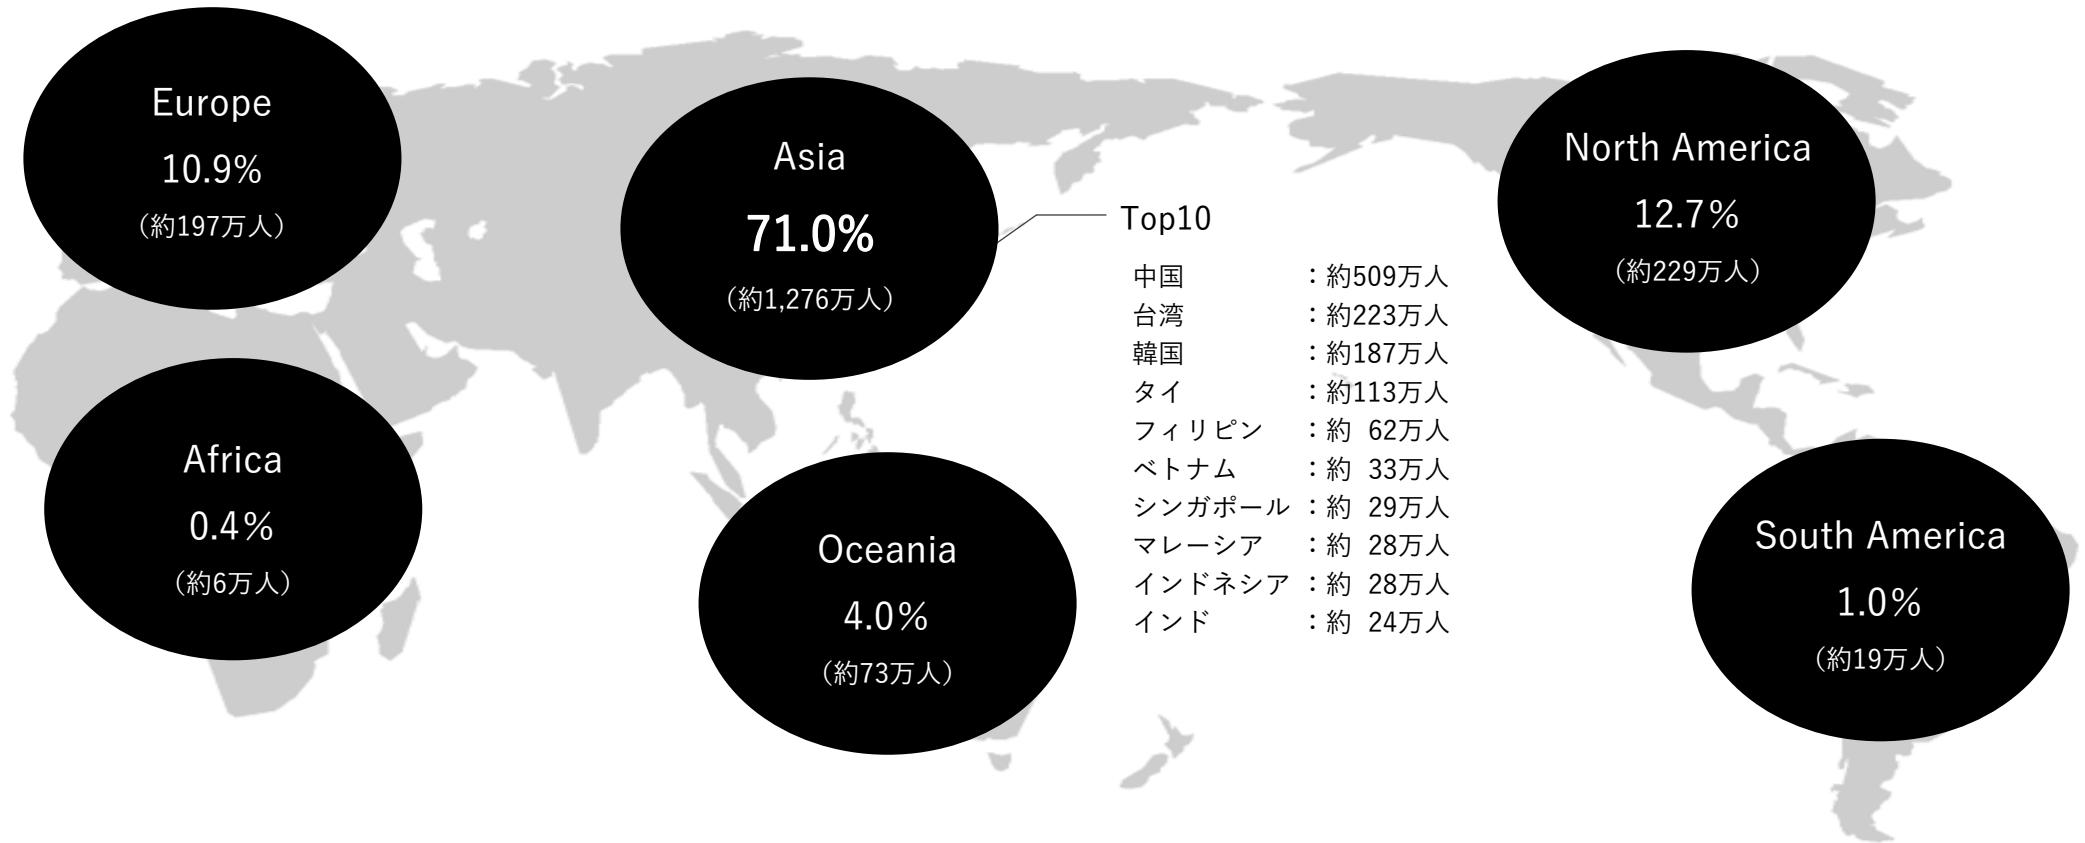 Europe
10.9%
（約197万人）
Asia
71.0%
（約1,276万人）
North America
12.7%
（約229万人）
Africa
0.4%
（約6万人）
Oceania
4.0%
（約73万人）
South America
1.0%
（約19万人）
Top10
中国 ：約509万人
台湾 ：約223万人
韓国 ：約187万人
タイ ：約113万人
フィリピン ：約 62万人
ベトナム ：約 33万人
シンガポール ：約 29万人
マレーシア ：約 28万人
インドネシア ：約 28万人
インド ：約 24万人